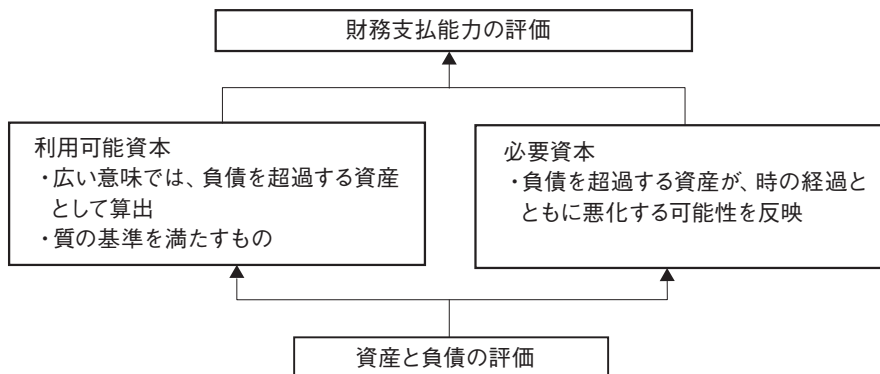 財務支払能力の評価
利用可能資本
・広い意味では、負債を超過する資産
として算出
・質の基準を満たすもの
必要資本
・負債を超過する資産が、時の経過と
ともに悪化する可能性を反映
資産と負債の評価